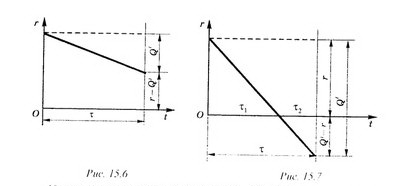 r
Q'
r − Q'
O
τ
t
Рис. 15.6
r
r
Q'
O
τ₁
τ₂
t
Q' − r
τ
Рис. 15.7